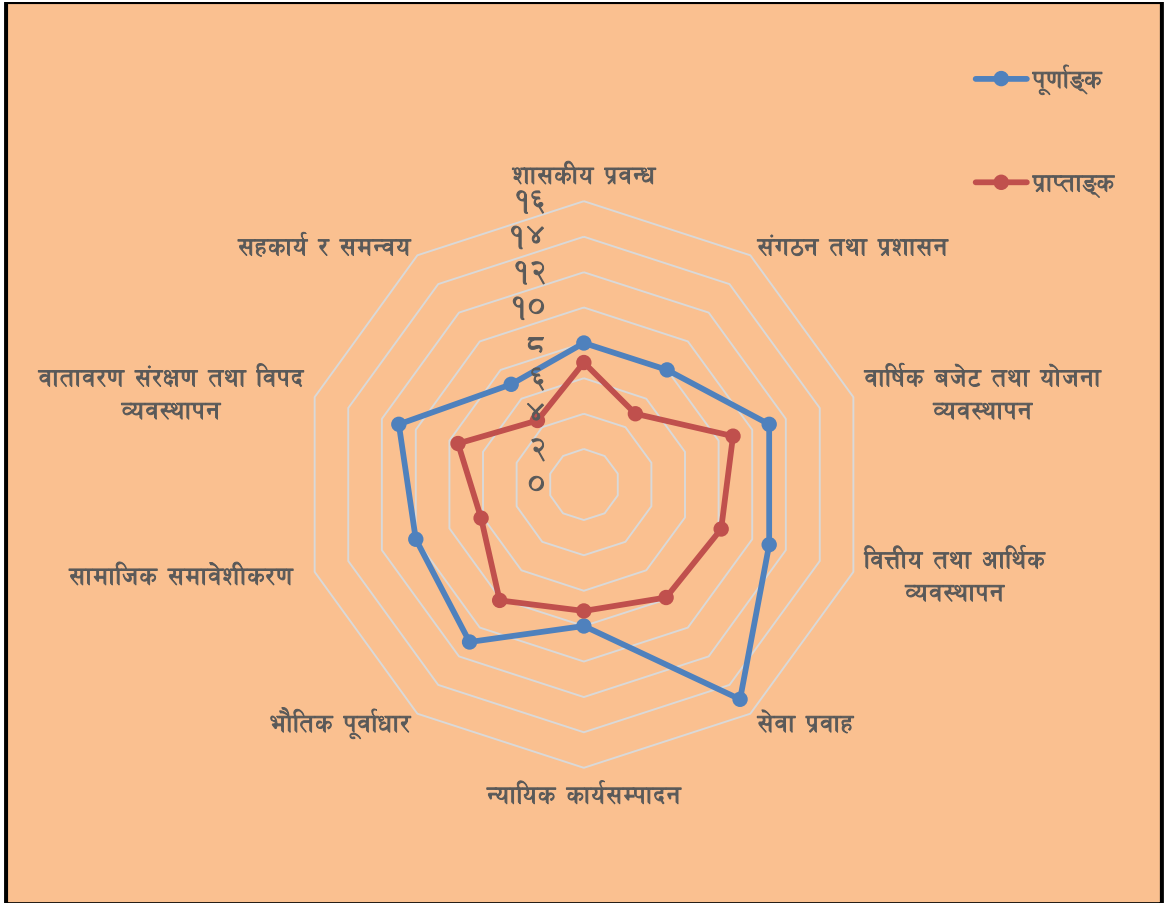 पूर्णाङ्क
प्राप्ताङ्क
शासकीय प्रवन्ध
संगठन तथा प्रशासन
वार्षिक बजेट तथा योजना
व्यवस्थापन
वित्तीय तथा आर्थिक
व्यवस्थापन
सेवा प्रवाह
न्यायिक कार्यसम्पादन
भौतिक पूर्वाधार
सामाजिक समावेशीकरण
वातावरण संरक्षण तथा विपद
व्यवस्थापन
सहकार्य र समन्वय
१६
१४
१२
१०
८
६
४
२
०